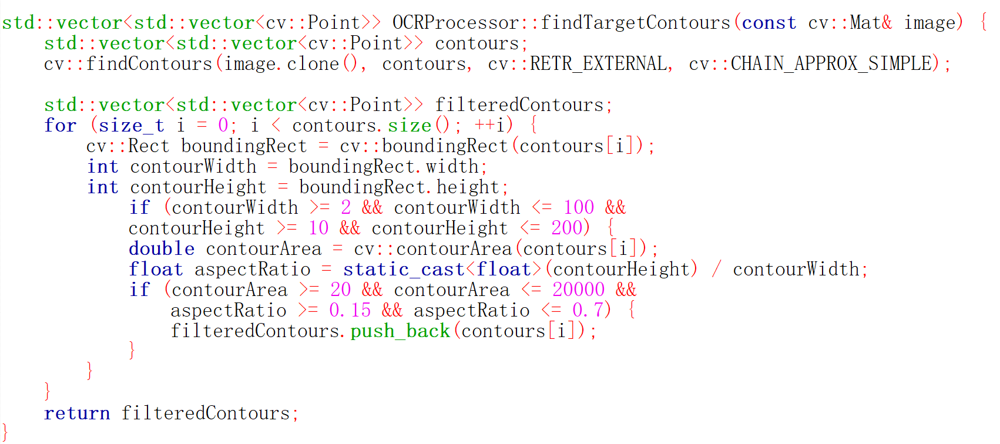 std::vector<std::vector<cv::Point>> OCRProcessor::findTargetContours(const cv::Mat& image) {
    std::vector<std::vector<cv::Point>> contours;
    cv::findContours(image.clone(), contours, cv::RETR_EXTERNAL, cv::CHAIN_APPROX_SIMPLE);

    std::vector<std::vector<cv::Point>> filteredContours;
    for (size_t i = 0; i < contours.size(); ++i) {
        cv::Rect boundingRect = cv::boundingRect(contours[i]);
        int contourWidth = boundingRect.width;
        int contourHeight = boundingRect.height;
            if (contourWidth >= 2 && contourWidth <= 100 &&
            contourHeight >= 10 && contourHeight <= 200) {
            double contourArea = cv::contourArea(contours[i]);
            float aspectRatio = static_cast<float>(contourHeight) / contourWidth;
            if (contourArea >= 20 && contourArea <= 20000 &&
                aspectRatio >= 0.15 && aspectRatio <= 0.7) {
                filteredContours.push_back(contours[i]);
            }
        }
    }
    return filteredContours;
}